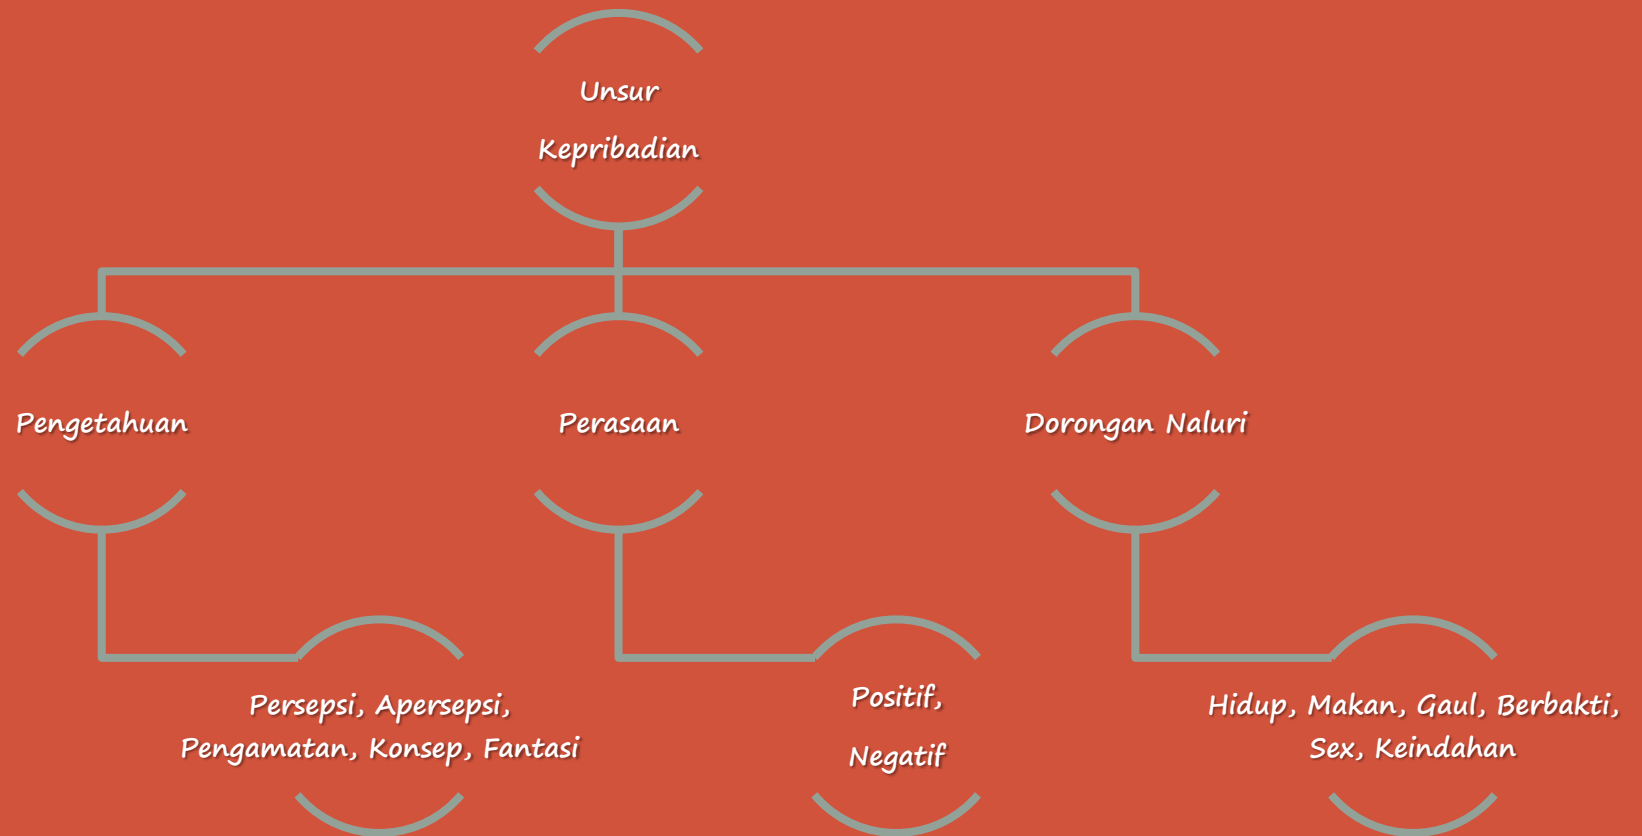 Unsur
Kepribadian
Pengetahuan
Perasaan
Dorongan Naluri
Persepsi, Apersepsi,
Pengamatan, Konsep, Fantasi
Positif,
Negatif
Hidup, Makan, Gaul, Berbakti,
Sex, Keindahan